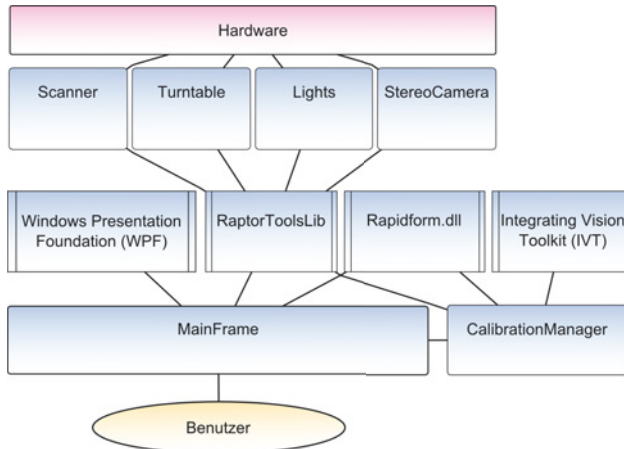 Hardware
Scanner
Turntable
Lights
StereoCamera
Windows Presentation
Foundation (WPF)
RaptorToolsLib
Rapidform.dll
Integrating Vision
Toolkit (IVT)
MainFrame
CalibrationManager
Benutzer